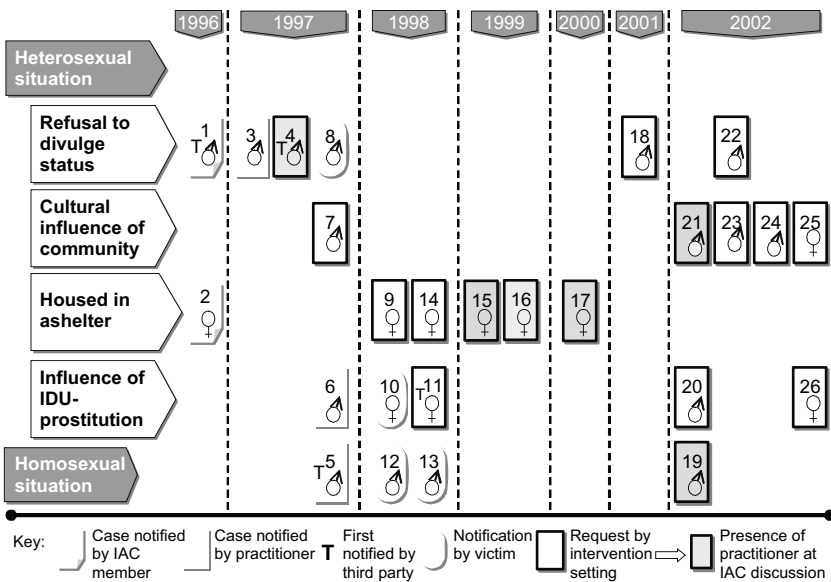 1996 1997 1998 1999 2000 2001 2002
Heterosexual
situation
Refusal to
divulge
status
T 1 3 T 4 8 18 22
Cultural
influence of
community
7 21 23 24 25
Housed in
ashelter
2 9 14 15 16 17
Influence of
IDU-
prostitution
6 10 T 11 20 26
Homosexual
situation
T 5 12 13 19
Key:
Case notified
by IAC
member
Case notified
by practitioner
T
First
notified by
third party
Notification
by victim
Request by
intervention
setting
Presence of
practitioner at
IAC discussion